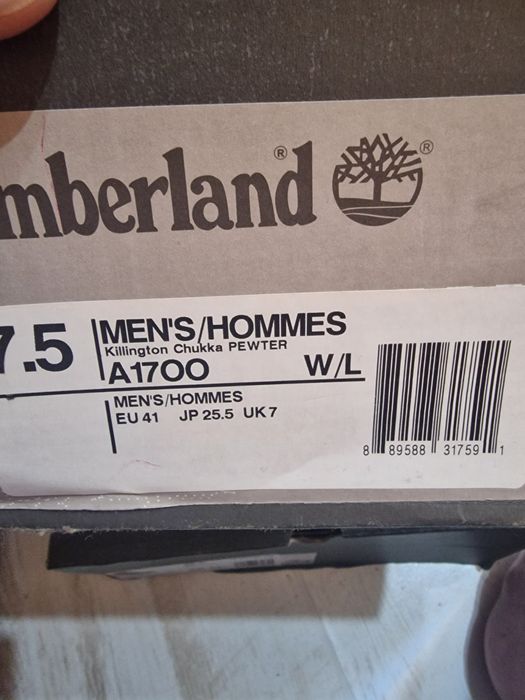 mberland®
®
7.5 MEN'S/HOMMES
Killington Chukka PEWTER
A1700 W/L
MEN'S/HOMMES
EU 41 JP 25.5 UK 7
8 89588 31759 1